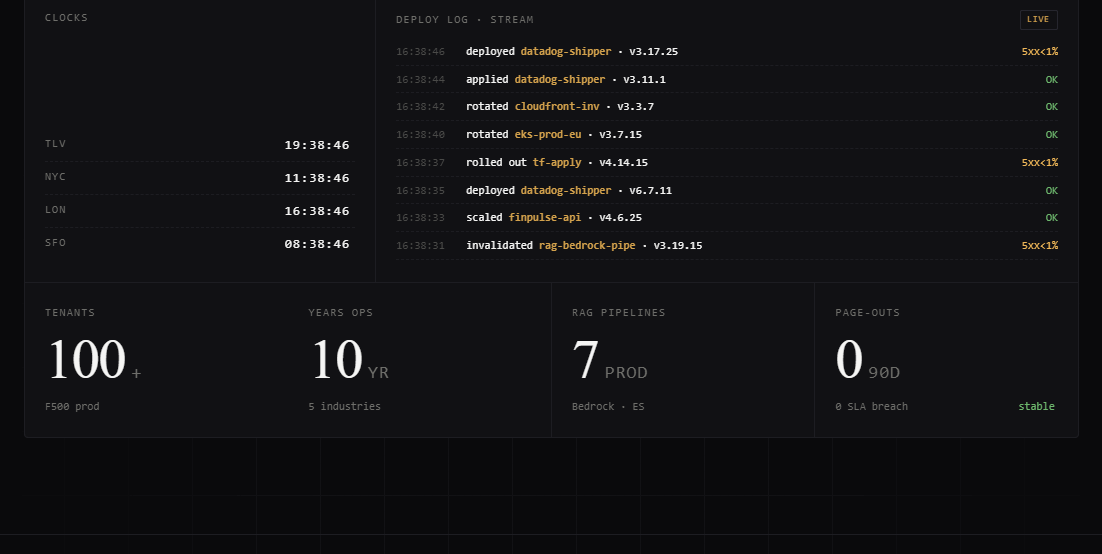 CLOCKS
TLV 19:38:46
NYC 11:38:46
LON 16:38:46
SFO 08:38:46
DEPLOY LOG · STREAM LIVE
16:38:46 deployed datadog-shipper · v3.17.25 5xx<1%
16:38:44 applied datadog-shipper · v3.11.1 OK
16:38:42 rotated cloudfront-inv · v3.3.7 OK
16:38:40 rotated eks-prod-eu · v3.7.15 OK
16:38:37 rolled out tf-apply · v4.14.15 5xx<1%
16:38:35 deployed datadog-shipper · v6.7.11 OK
16:38:33 scaled finpulse-api · v4.6.25 OK
16:38:31 invalidated rag-bedrock-pipe · v3.19.15 5xx<1%
TENANTS
100 +
F500 prod
YEARS OPS
10 YR
5 industries
RAG PIPELINES
7 PROD
Bedrock · ES
PAGE-OUTS
0 90D
0 SLA breach stable